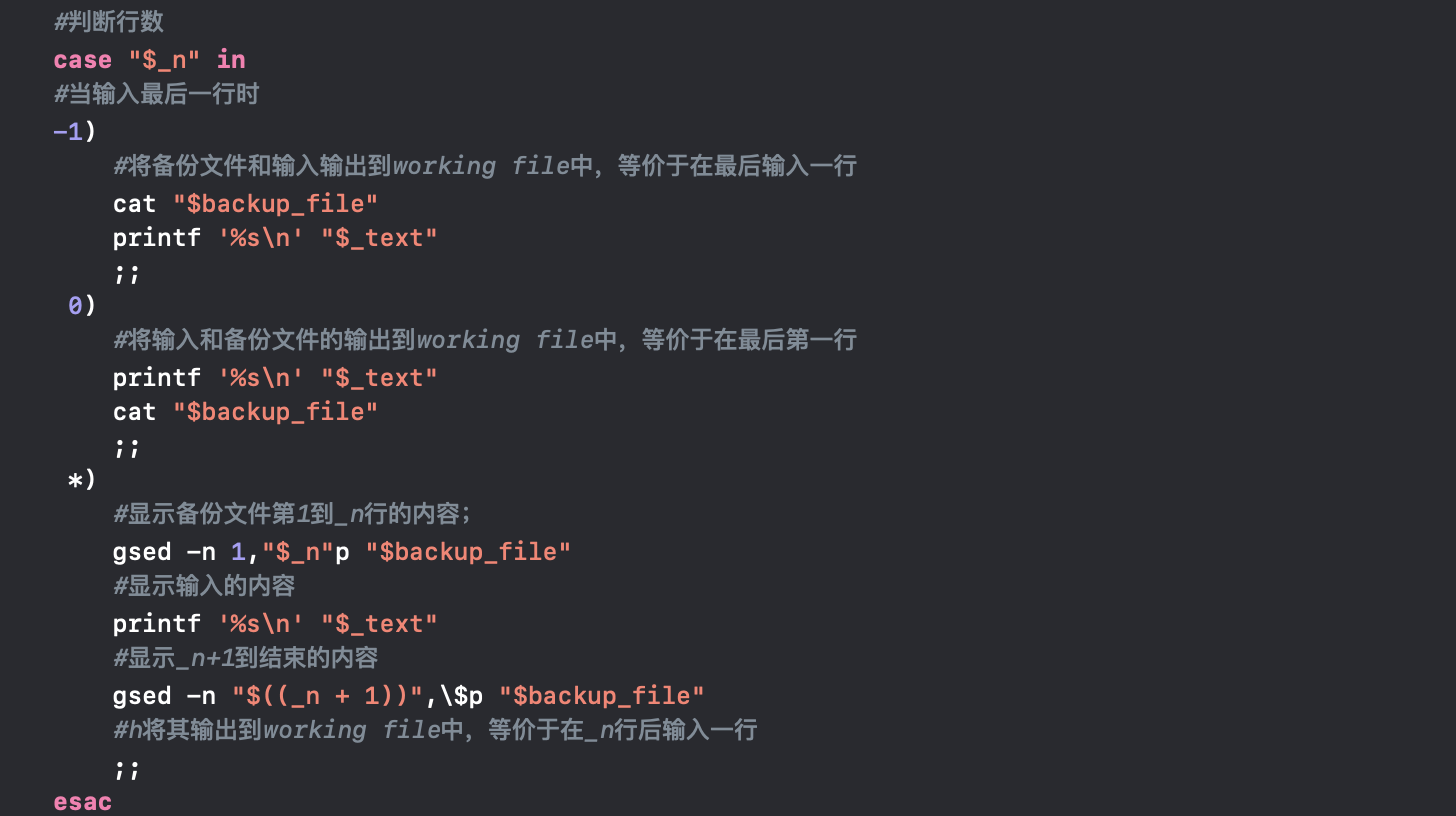 #判断行数
case "$_n" in
#当输入最后一行时
-1)
    #将备份文件和输入输出到working file中，等价于在最后输入一行
    cat "$backup_file"
    printf '%s\n' "$_text"
    ;;
 0)
    #将输入和备份文件的输出到working file中，等价于在最后第一行
    printf '%s\n' "$_text"
    cat "$backup_file"
    ;;
 *)
    #显示备份文件第1到_n行的内容；
    gsed -n 1,"$_n"p "$backup_file"
    #显示输入的内容
    printf '%s\n' "$_text"
    #显示_n+1到结束的内容
    gsed -n "$((_n + 1))",\$p "$backup_file"
    #h将其输出到working file中，等价于在_n行后输入一行
    ;;
esac